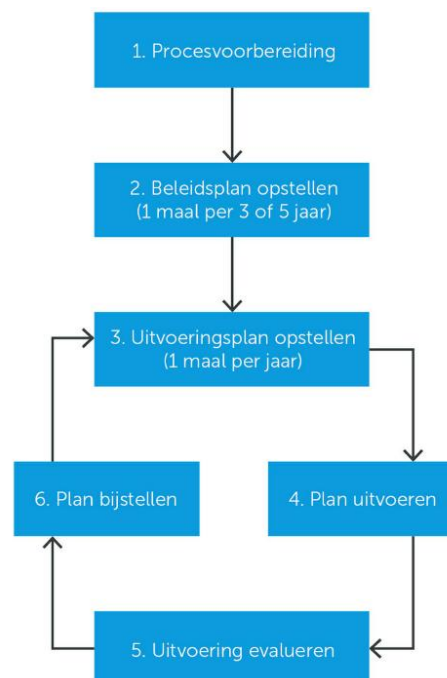 1. Procesvoorbereiding
2. Beleidsplan opstellen
(1 maal per 3 of 5 jaar)
3. Uitvoeringsplan opstellen
(1 maal per jaar)
4. Plan uitvoeren
5. Uitvoering evalueren
6. Plan bijstellen